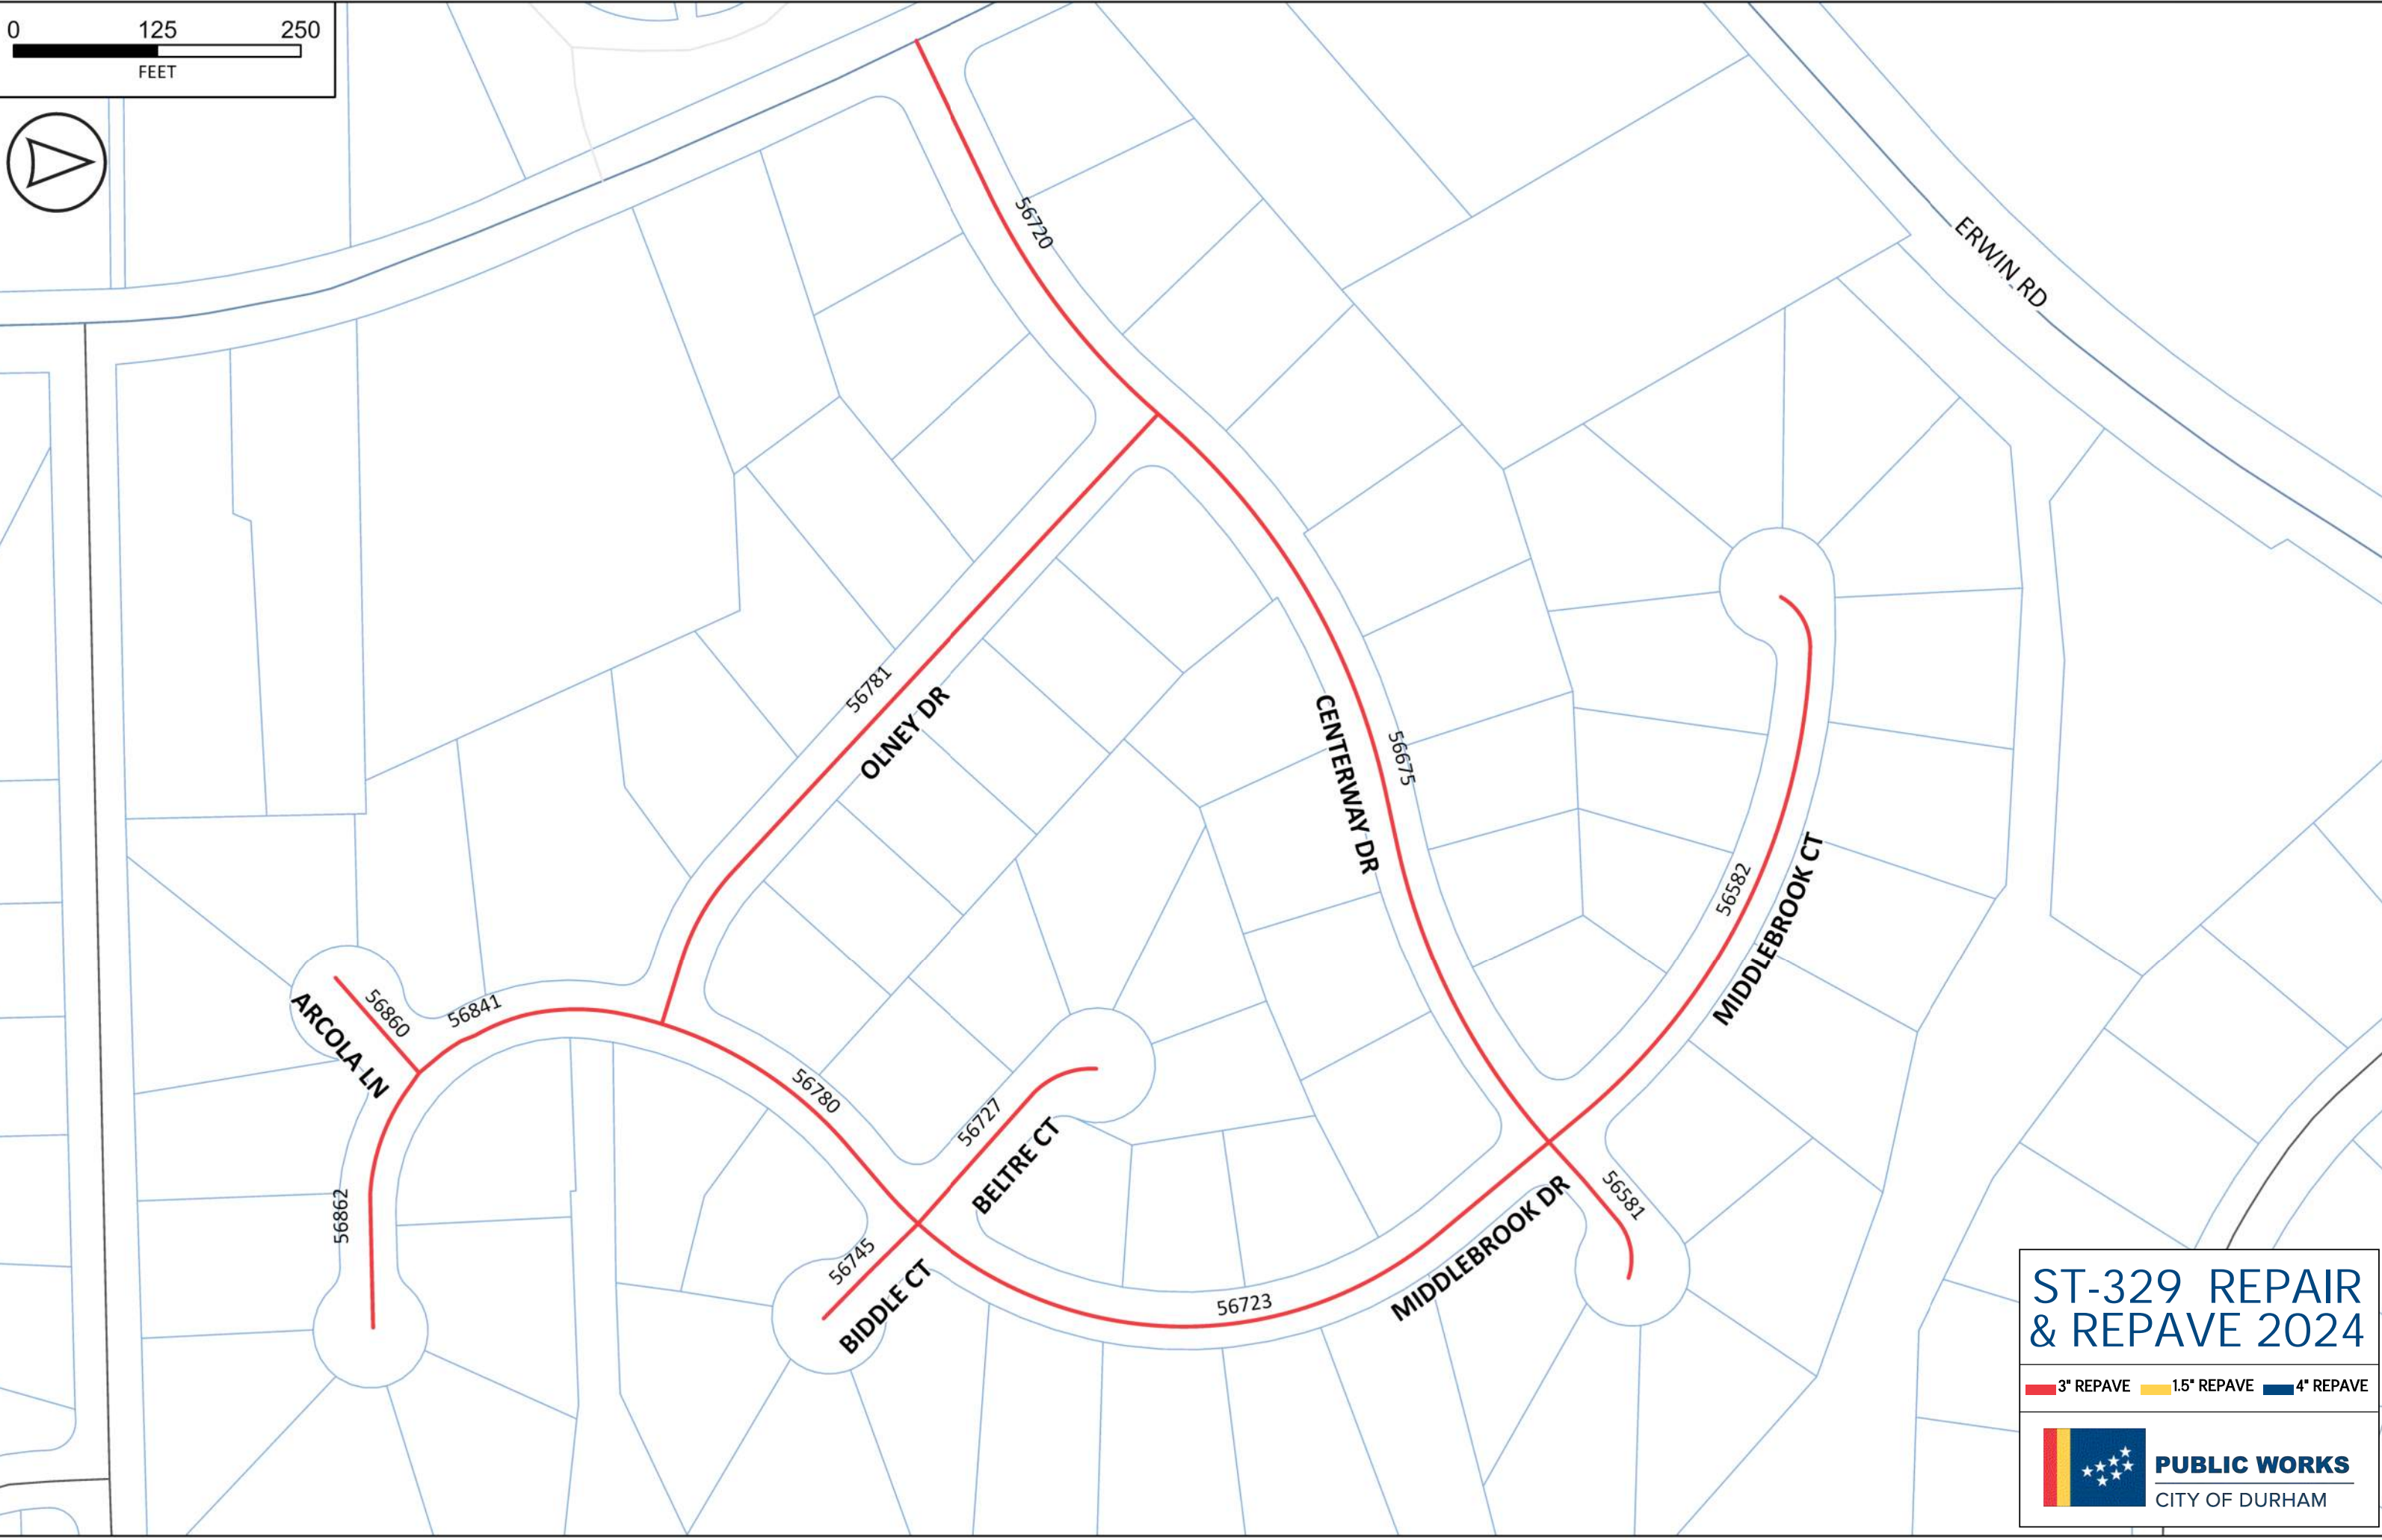 0 125 250
FEET
56720
ERWIN RD
56781
OLNEY DR
CENTERWAY DR
56675
56582
MIDDLEBROOK CT
56860
ARCOLA LN
56841
56780
56727
BELTRE CT
56862
56745
BIDDLE CT
56723
MIDDLEBROOK DR
56581
ST-329 REPAIR
& REPAVE 2024
3" REPAVE 1.5" REPAVE 4" REPAVE
PUBLIC WORKS
CITY OF DURHAM